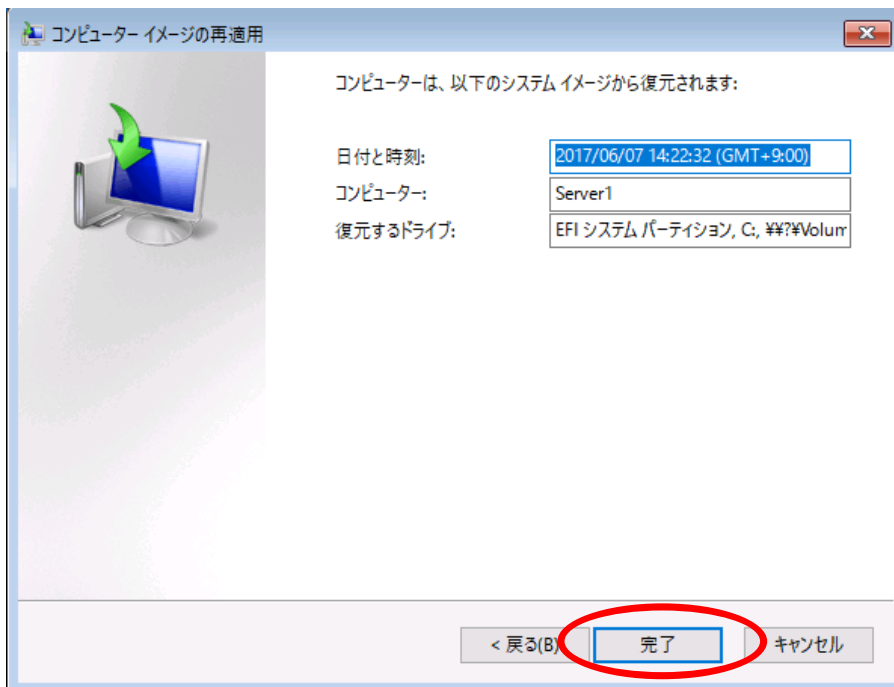 コンピューター イメージの再適用
コンピューターは、以下のシステム イメージから復元されます:
日付と時刻: 2017/06/07 14:22:32 (GMT+9:00)
コンピューター: Server1
復元するドライブ: EFI システム パーティション, C:, ¥¥?¥Volum
< 戻る(B) 完了 キャンセル